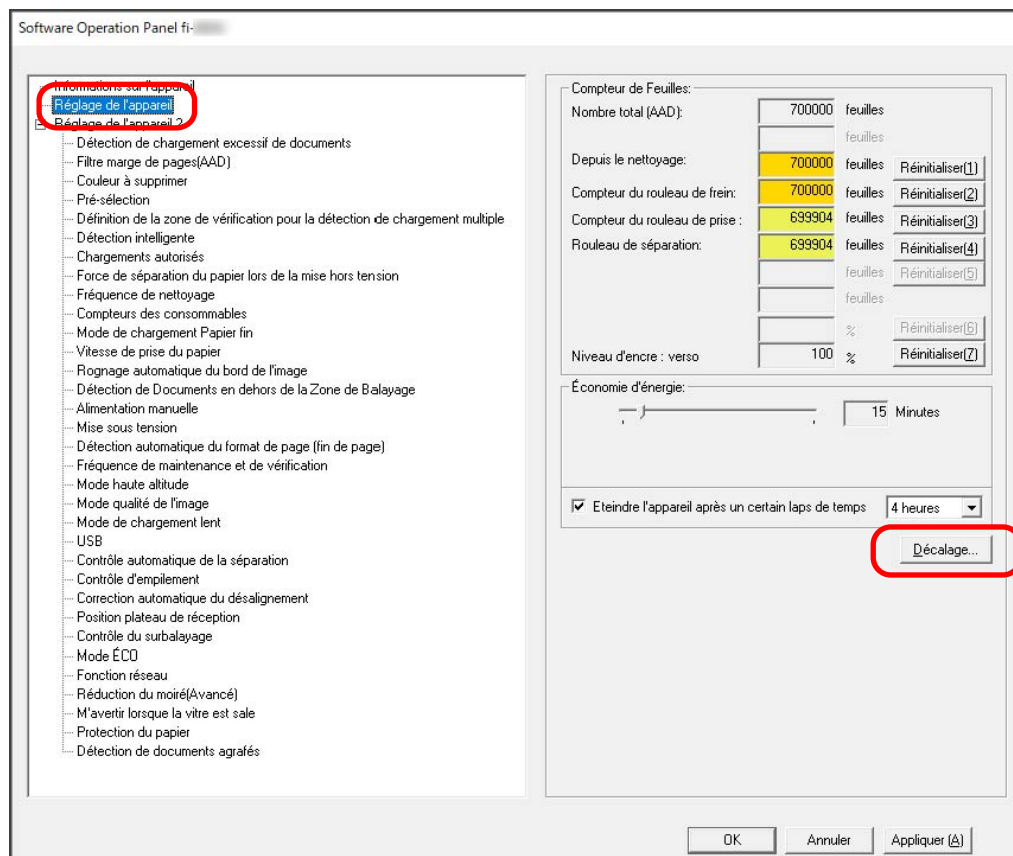 Software Operation Panel fi-
Informations sur l'appareil
Réglage de l'appareil
Réglage de l'appareil 2
Détection de chargement excessif de documents
Filtre marge de pages(AAD)
Couleur à supprimer
Pré-sélection
Définition de la zone de vérification pour la détection de chargement multiple
Détection intelligente
Chargements autorisés
Force de séparation du papier lors de la mise hors tension
Fréquence de nettoyage
Compteurs des consommables
Mode de chargement Papier fin
Vitesse de prise du papier
Rognage automatique du bord de l'image
Détection de Documents en dehors de la Zone de Balayage
Alimentation manuelle
Mise sous tension
Détection automatique du format de page (fin de page)
Fréquence de maintenance et de vérification
Mode haute altitude
Mode qualité de l'image
Mode de chargement lent
USB
Contrôle automatique de la séparation
Contrôle d'empilement
Correction automatique du désalignement
Position plateau de réception
Contrôle du surbalayage
Mode ÉCO
Fonction réseau
Réduction du moiré(Avancé)
M'avertir lorsque la vitre est sale
Protection du papier
Détection de documents agrafés
Compteur de Feuilles:
Nombre total (AAD): 700000 feuilles
feuilles
Depuis le nettoyage: 700000 feuilles Réinitialiser(1)
Compteur du rouleau de frein: 700000 feuilles Réinitialiser(2)
Compteur du rouleau de prise : 699904 feuilles Réinitialiser(3)
Rouleau de séparation: 699904 feuilles Réinitialiser(4)
feuilles Réinitialiser(5)
feuilles
% Réinitialiser(6)
Niveau d'encre : verso 100 % Réinitialiser(7)
Économie d'énergie:
15 Minutes
Eteindre l'appareil après un certain laps de temps 4 heures
Décalage...
OK Annuler Appliquer (A)